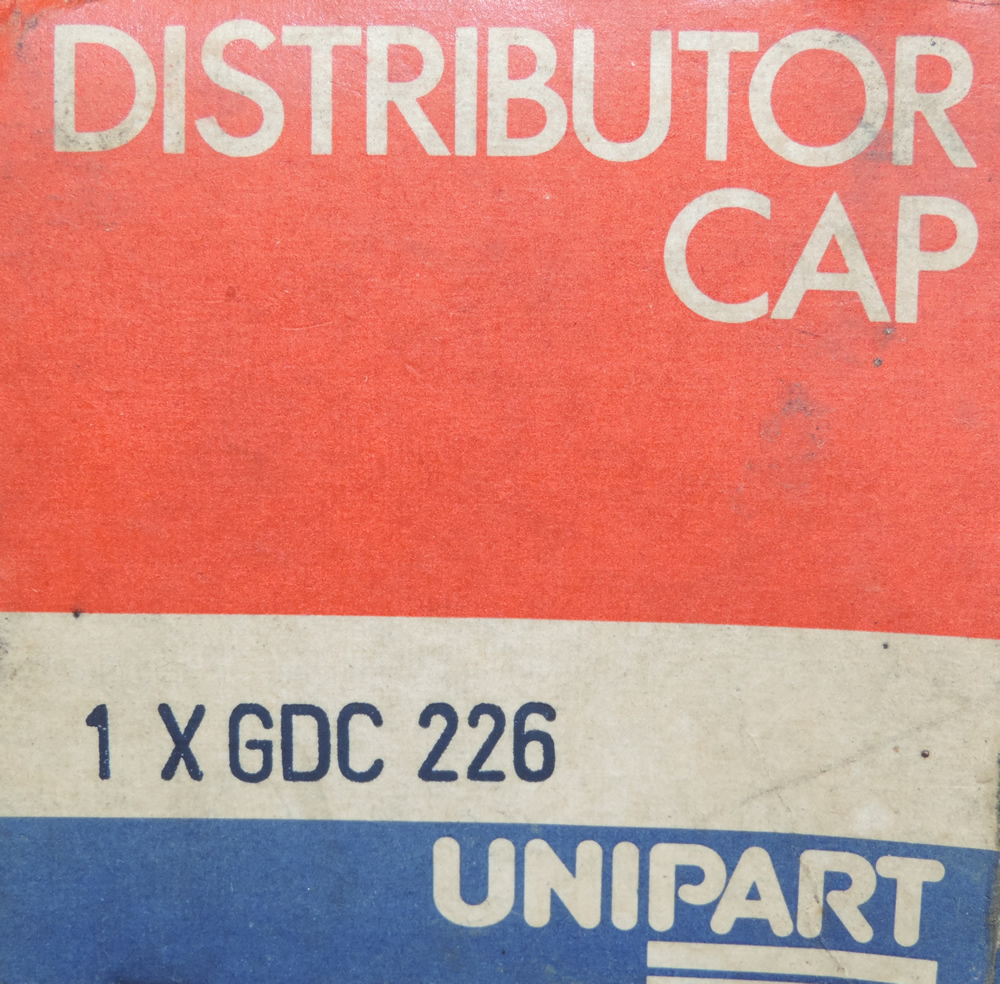 DISTRIBUTOR
CAP
1 X GDC 226
UNIPART